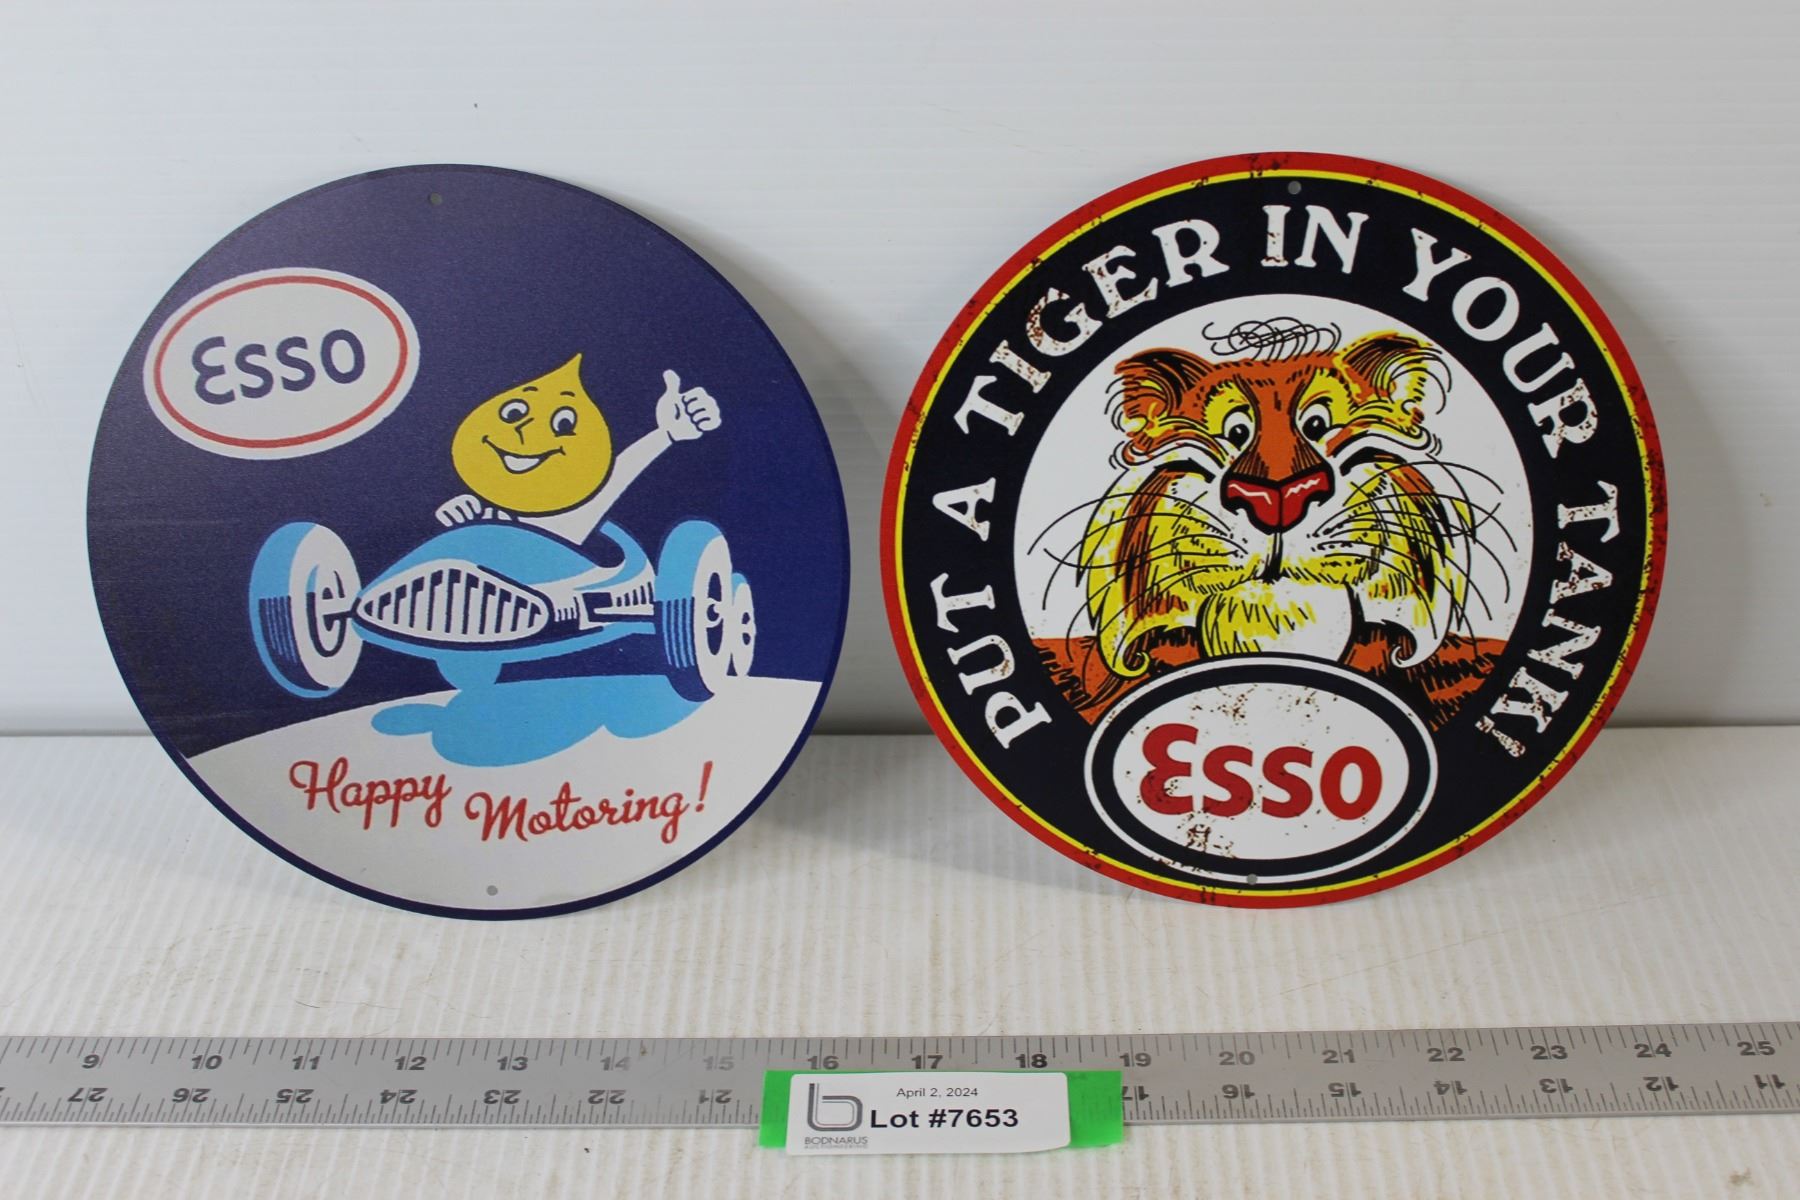 ESSO
Happy Motoring!
PUT A TIGER IN YOUR TANK!
ESSO
9 10 11 12 13 14 15 16 17 18 19 20 21 22 23 24 25
27 26 25 24 23 22 21 17 16 15 14 13 12 11
April 2, 2024
Lot #7653
BODNARUS
AUCTIONEERING